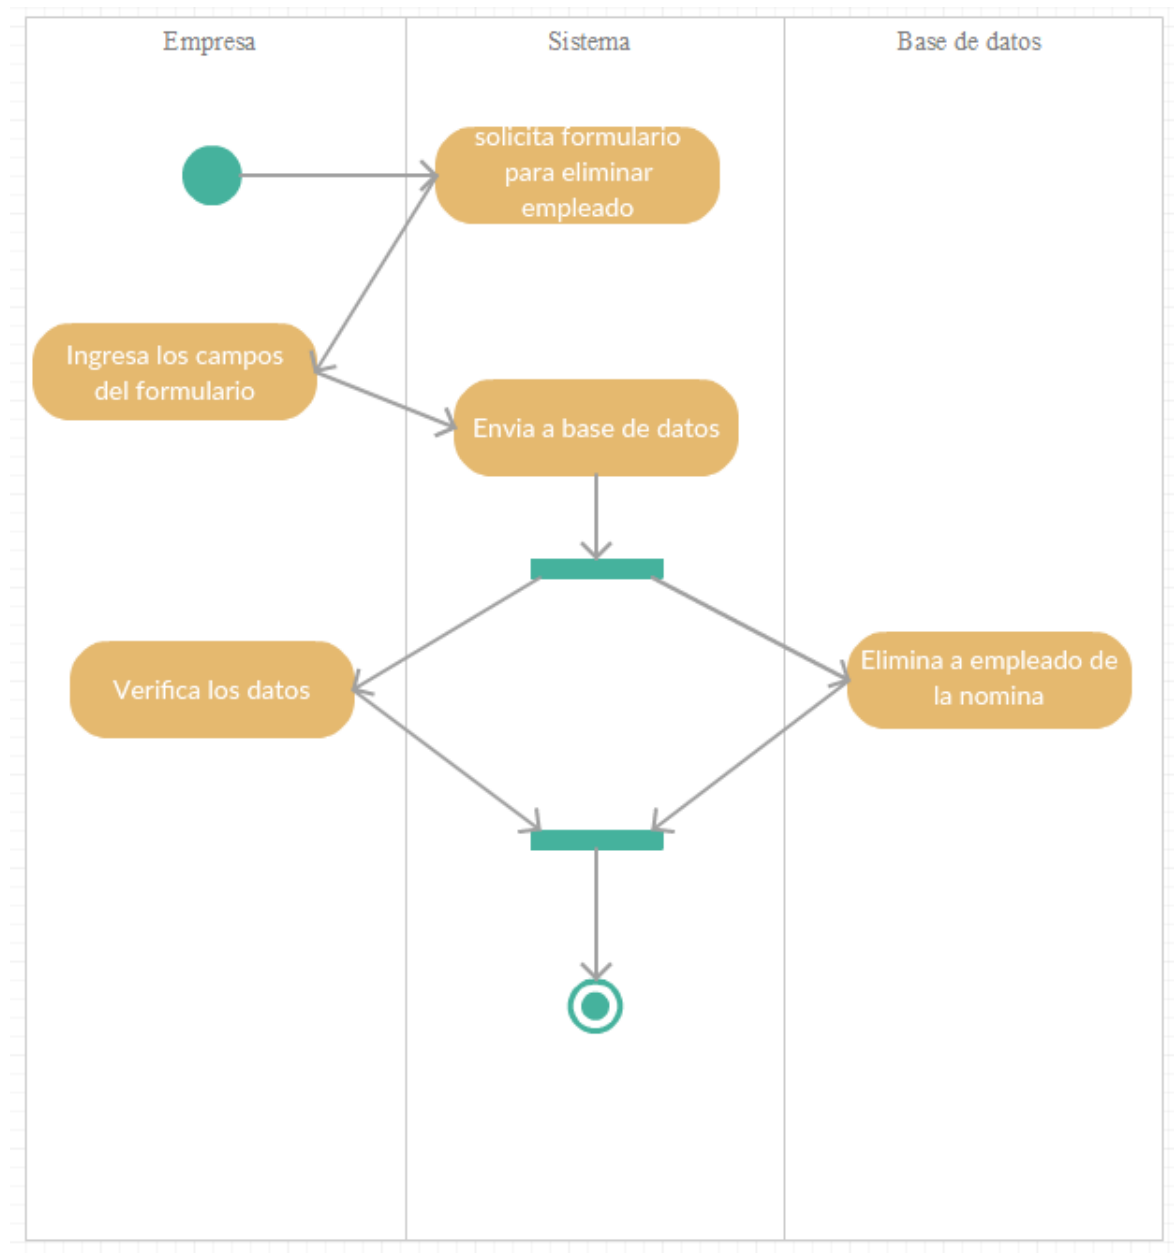 Empresa
Sistema
Base de datos
solicita formulario
para eliminar
empleado
Ingresa los campos
del formulario
Envia a base de datos
Verifica los datos
Elimina a empleado de
la nomina